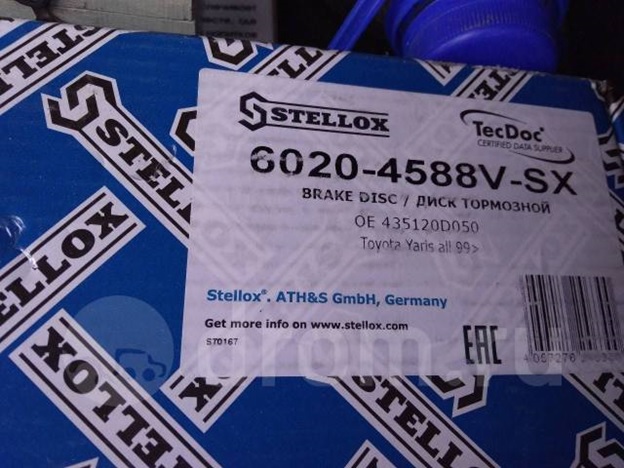 STELLOX
TecDoc
CERTIFIED DATA SUPPLIER
6020-4588V-SX
BRAKE DISC / ДИСК ТОРМОЗНОЙ
OE 435120D050
Toyota Yaris all 99>
Stellox®. ATH&S GmbH, Germany
Get more info on www.stellox.com
ST0167
EAC
STELLOX
STELLOX
STELLOX
STELLOX
drom.ru